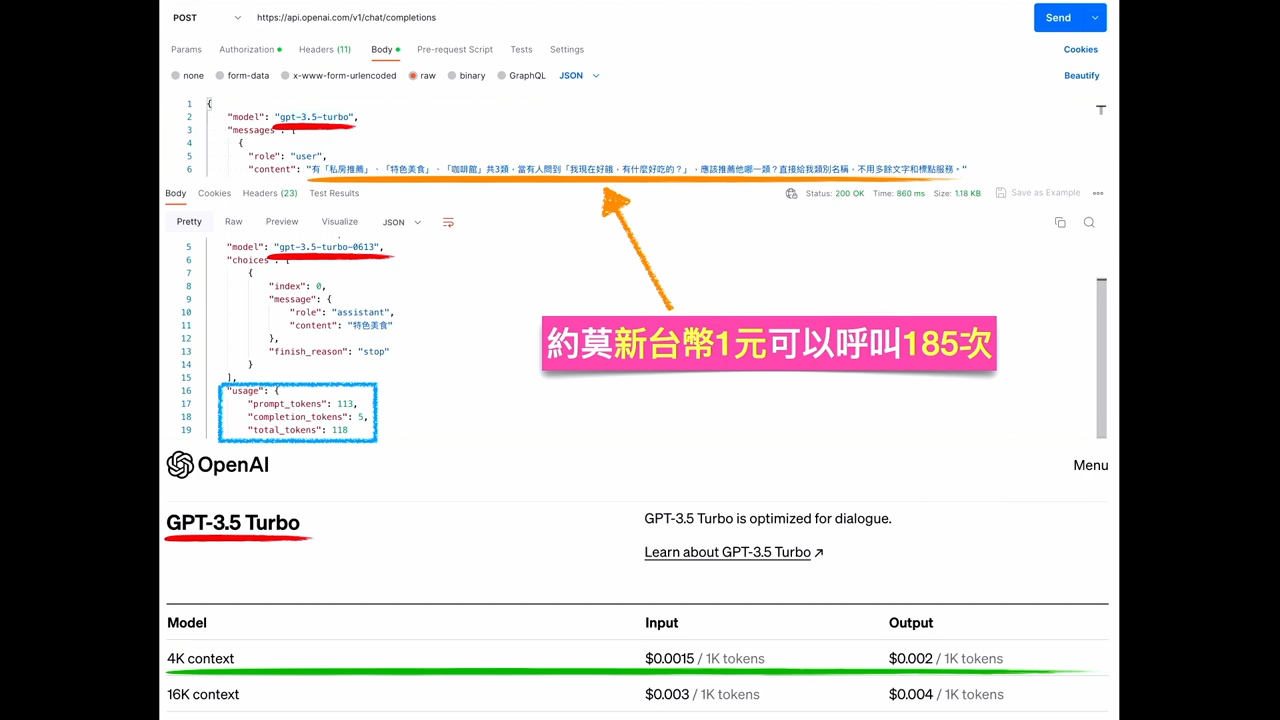 POST https://api.openai.com/v1/chat/completions Send
Params Authorization Headers (11) Body Pre-request Script Tests Settings Cookies
none form-data x-www-form-urlencoded raw binary GraphQL JSON Beautify
1 {
2 "model": "gpt-3.5-turbo",
3 "messages": [
4 {
5 "role": "user",
6 "content": "有「私房推薦」、「特色美食」、「咖啡館」共3類，當有人問到「我現在好餓，有什麼好吃的？」，應該推薦他哪一類？直接給我類別名稱，不用多餘文字和標點服務。"
Body Cookies Headers (23) Test Results Status: 200 OK Time: 860 ms Size: 1.18 KB Save as Example
Pretty Raw Preview Visualize JSON
5 "model": "gpt-3.5-turbo-0613",
6 "choices": [
7 {
8 "index": 0,
9 "message": {
10 "role": "assistant",
11 "content": "特色美食"
12 },
13 "finish_reason": "stop"
14 }
15 ],
16 "usage": {
17 "prompt_tokens": 113,
18 "completion_tokens": 5,
19 "total_tokens": 118
約莫新台幣1元可以呼叫185次
OpenAI Menu
GPT-3.5 Turbo
GPT-3.5 Turbo is optimized for dialogue.
Learn about GPT-3.5 Turbo ↗
Model Input Output
4K context $0.0015 / 1K tokens $0.002 / 1K tokens
16K context $0.003 / 1K tokens $0.004 / 1K tokens